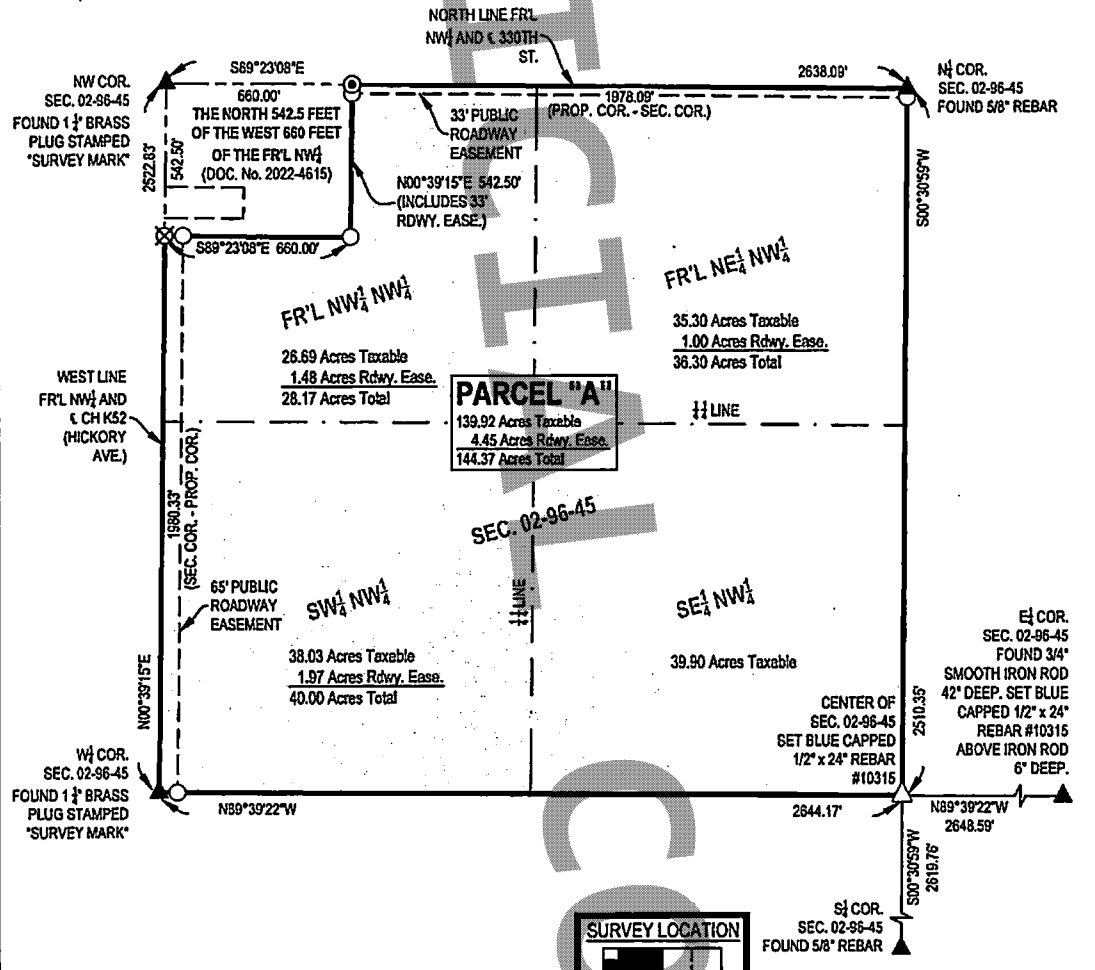 NORTH LINE FR'L
NW¼ AND ℄ 330TH
ST.
NW COR.
SEC. 02-96-45
FOUND 1 ¼" BRASS
PLUG STAMPED
"SURVEY MARK"
S89°23'08"E
660.00'
THE NORTH 542.5 FEET
OF THE WEST 660 FEET
OF THE FR'L NW¼
(DOC. No. 2022-4615)
2522.83'
542.50'
S89°23'08"E 660.00'
33' PUBLIC
ROADWAY
EASEMENT
N00°39'15"E 542.50'
(INCLUDES 33'
RDWY. EASE.)
2638.09'
1978.09'
(PROP. COR. - SEC. COR.)
N¼ COR.
SEC. 02-96-45
FOUND 5/8" REBAR
S00°30'59"W
FR'L NW¼ NW¼
26.69 Acres Taxable
1.48 Acres Rdwy. Ease.
28.17 Acres Total
FR'L NE¼ NW¼
35.30 Acres Taxable
1.00 Acres Rdwy. Ease.
36.30 Acres Total
WEST LINE
FR'L NW¼ AND
℄ CH K52
(HICKORY
AVE.)
PARCEL "A"
139.92 Acres Taxable
4.45 Acres Rdwy. Ease.
144.37 Acres Total
¼¼ LINE
1980.33'
(SEC. COR. - PROP. COR.)
SEC. 02-96-45
65' PUBLIC
ROADWAY
EASEMENT
¼¼ LINE
SW¼ NW¼
38.03 Acres Taxable
1.97 Acres Rdwy. Ease.
40.00 Acres Total
SE¼ NW¼
39.90 Acres Taxable
N00°39'15"E
W¼ COR.
SEC. 02-96-45
FOUND 1 ¼" BRASS
PLUG STAMPED
"SURVEY MARK"
N89°39'22"W
2644.17'
CENTER OF
SEC. 02-96-45
SET BLUE CAPPED
1/2" x 24" REBAR
#10315
2510.35'
E¼ COR.
SEC. 02-96-45
FOUND 3/4"
SMOOTH IRON ROD
42" DEEP. SET BLUE
CAPPED 1/2" x 24"
REBAR #10315
ABOVE IRON ROD
6" DEEP.
N89°39'22"W
2648.59'
S00°30'59"W
2619.76'
S¼ COR.
SEC. 02-96-45
FOUND 5/8" REBAR
SURVEY LOCATION